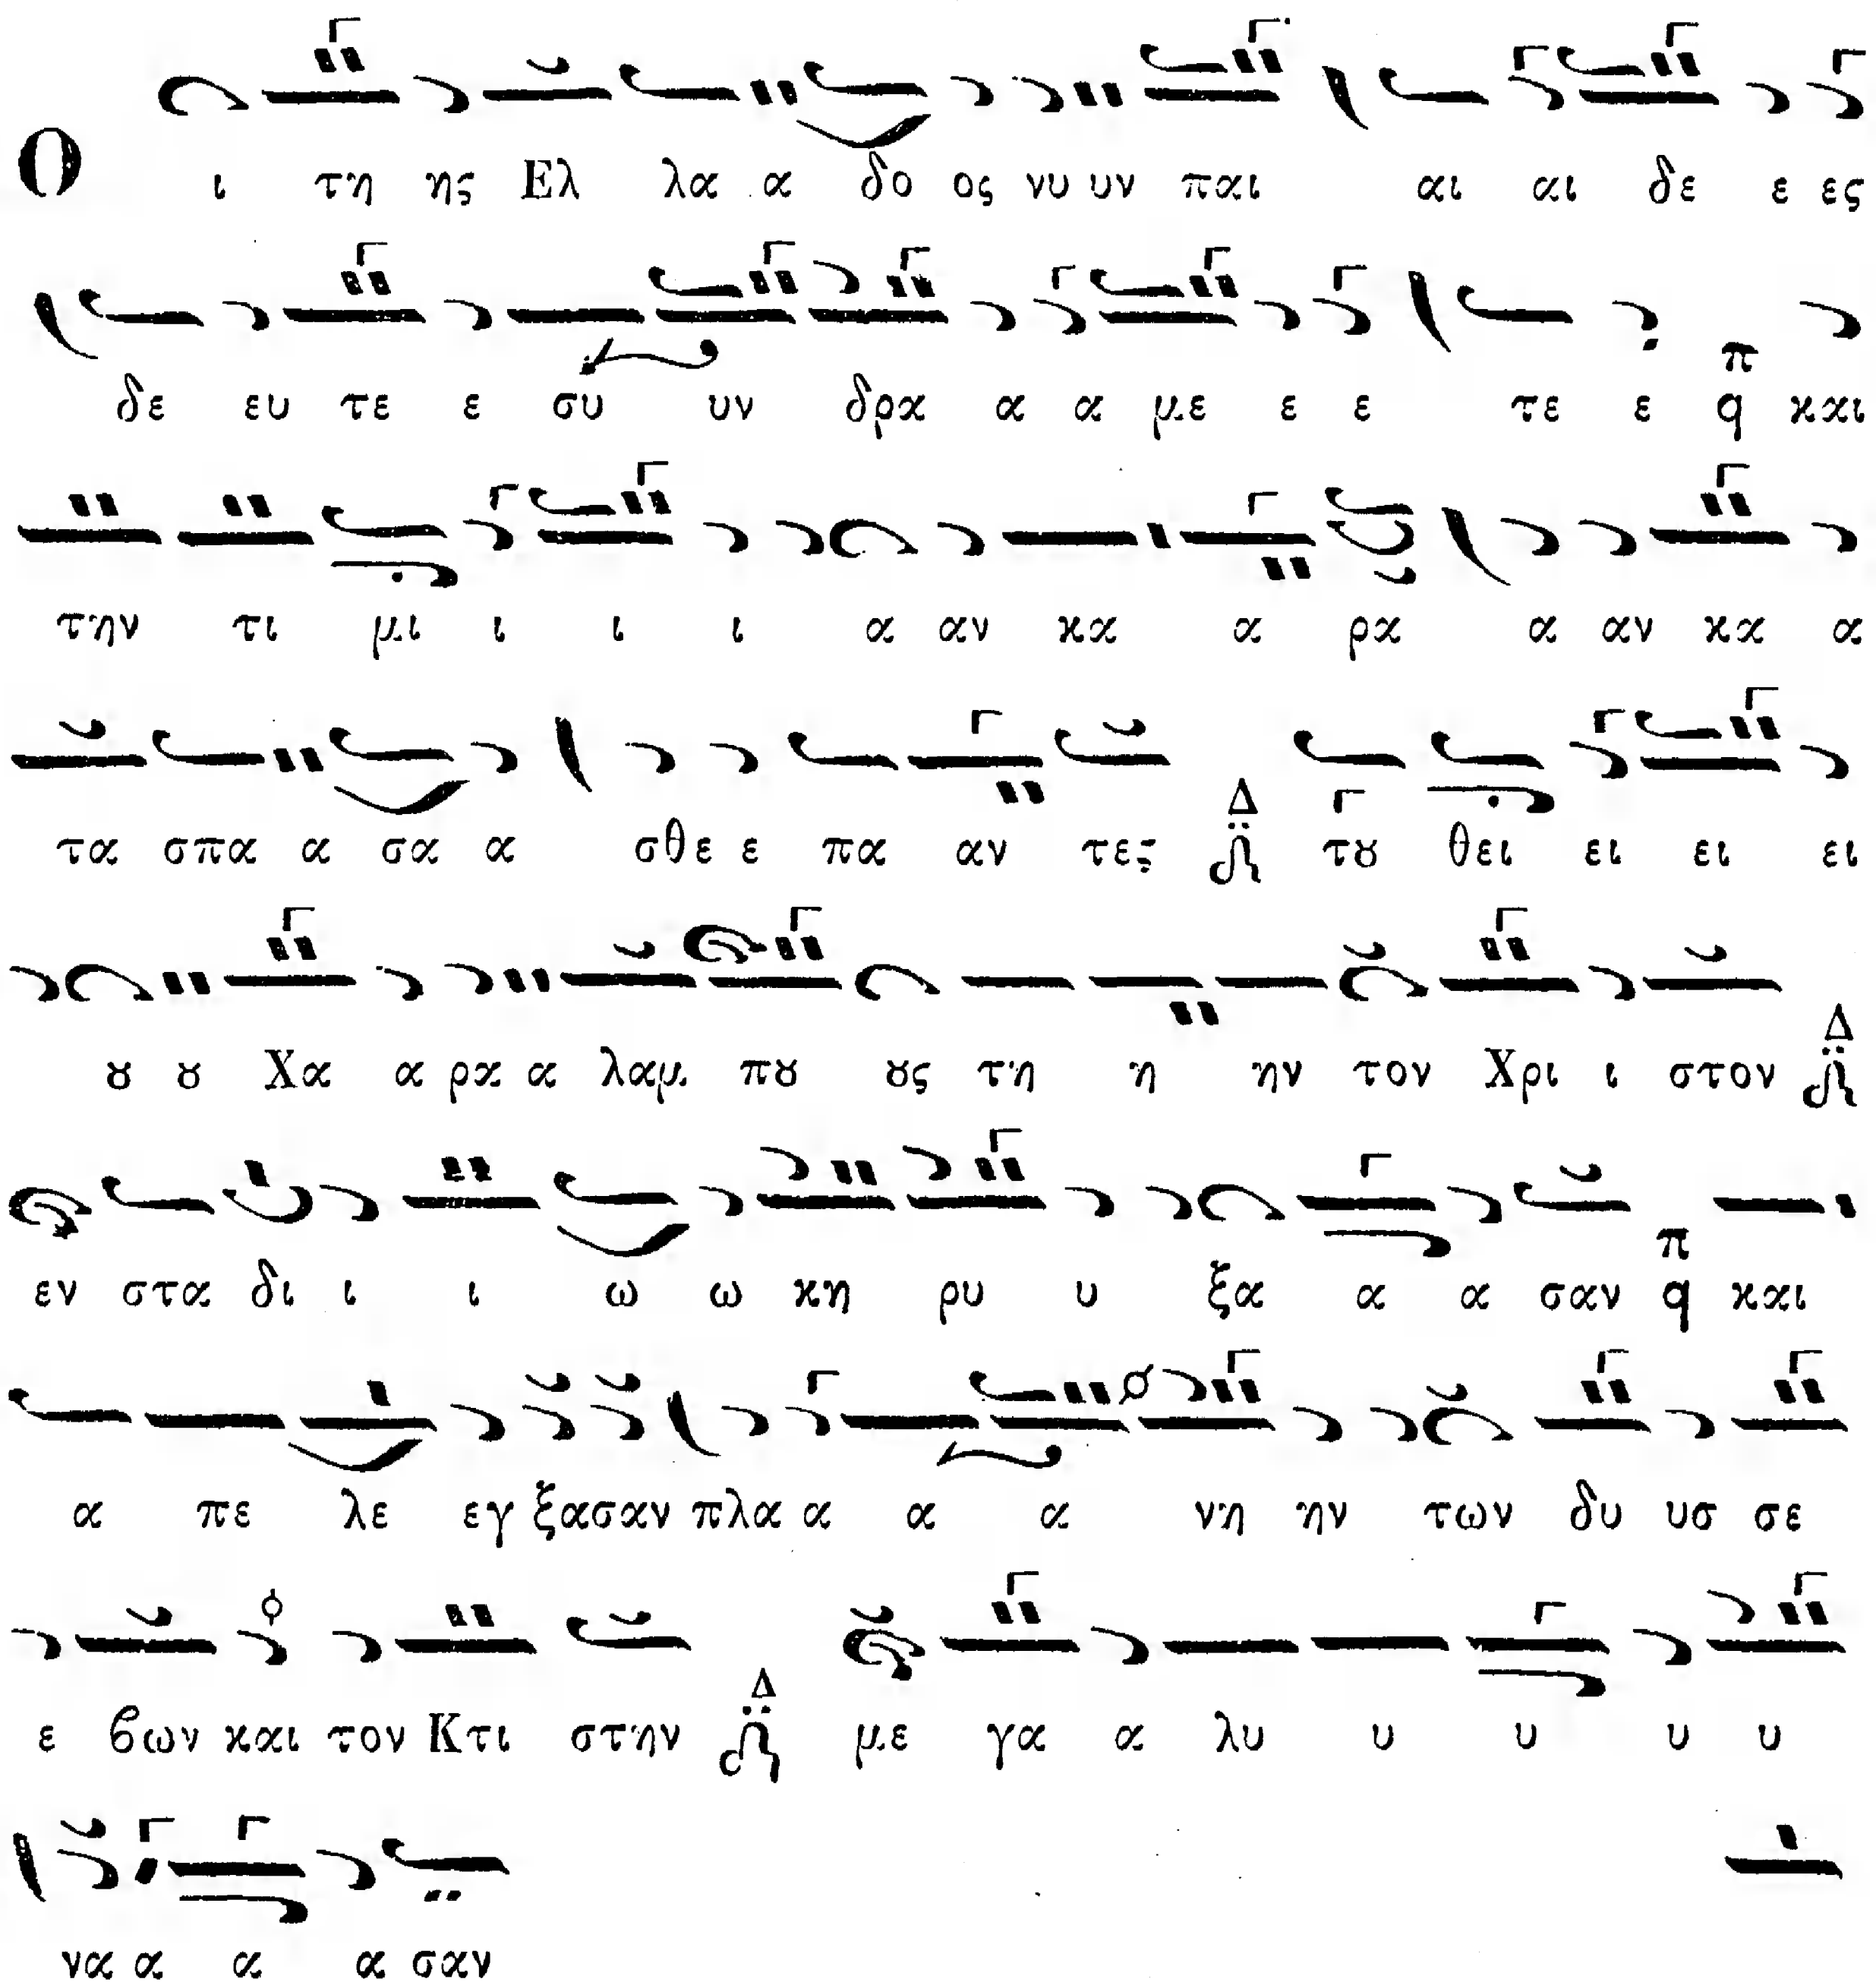 Ο ι τη ης Ελ λα α δο ος νυ υν παι αι αι δε ε ες
δε ευ τε ε συ υν δρα α α με ε ε τε ε π q και
την τι μι ι ι ι α αν κα α ρα α αν κα α
τα σπα α σα α σθε ε πα αν τες Δ τȣ θει ει ει ει
ȣ ȣ Χα α ρα α λαμ πȣ ȣς τη η ην τον Χρι ι στον Δ
εν στα δι ι ι ω ω κη ρυ υ ξα α α σαν π q και
α πε λε εγ ξασαν πλα α α α νη ην των δυ υσ σε
ε βων και τον Κτι στην Δ με γα α λυ υ υ υ υ
να α α α σαν